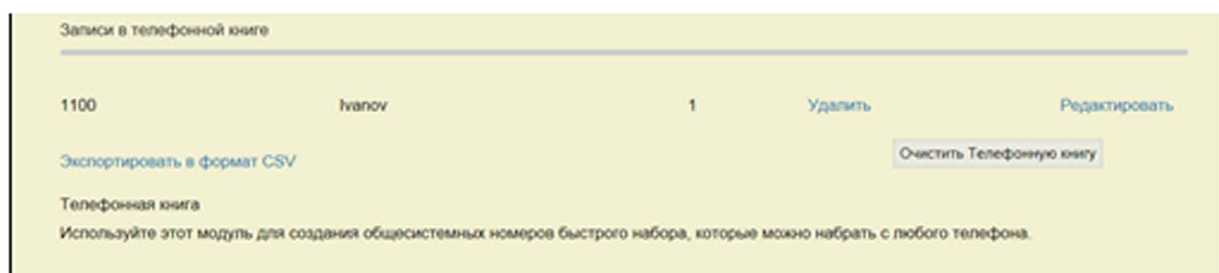 Записи в телефонной книге
1100 Ivanov 1 Удалить Редактировать
Экспортировать в формат CSV
Очистить Телефонную книгу
Телефонная книга
Используйте этот модуль для создания общесистемных номеров быстрого набора, которые можно набрать с любого телефона.